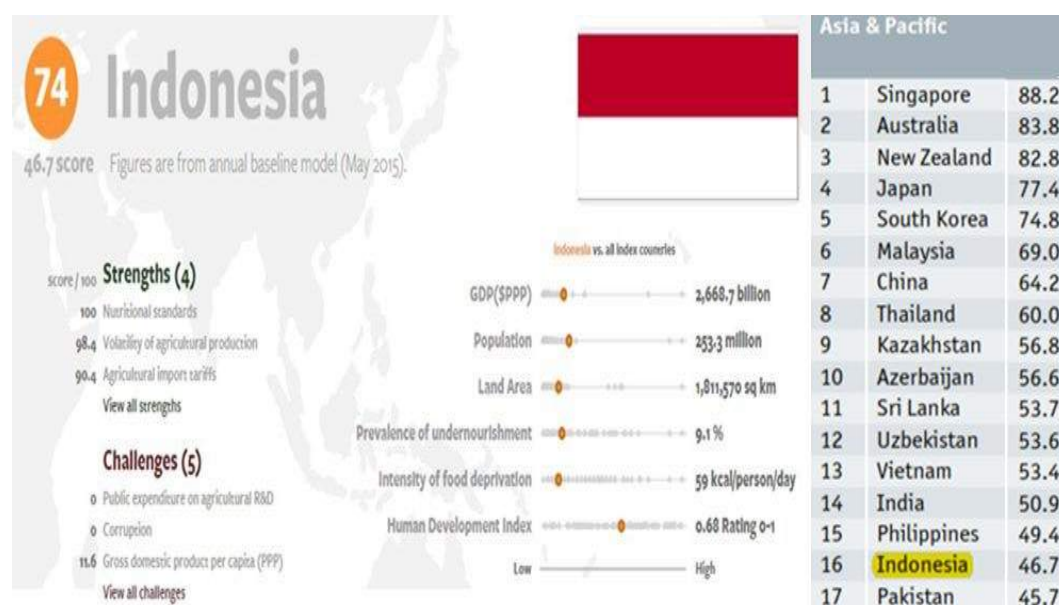 74 Indonesia
46.7 score Figures are from annual baseline model (May 2015).
score / 100 Strengths (4)
100 Nutritional standards
98.4 Volatility of agricultural production
90.4 Agricultural import tariffs
View all strengths
Challenges (5)
0 Public expenditure on agricultural R&D
0 Corruption
11.6 Gross domestic product per capita (PPP)
View all challenges
Indonesia vs. all index countries
GDP($PPP) 2,668.7 billion
Population 253.3 million
Land Area 1,811,570 sq km
Prevalence of undernourishment 9.1 %
Intensity of food deprivation 59 kcal/person/day
Human Development Index 0.68 Rating 0-1
Low High
Asia & Pacific
1 Singapore 88.2
2 Australia 83.8
3 New Zealand 82.8
4 Japan 77.4
5 South Korea 74.8
6 Malaysia 69.0
7 China 64.2
8 Thailand 60.0
9 Kazakhstan 56.8
10 Azerbaijan 56.6
11 Sri Lanka 53.7
12 Uzbekistan 53.6
13 Vietnam 53.4
14 India 50.9
15 Philippines 49.4
16 Indonesia 46.7
17 Pakistan 45.7